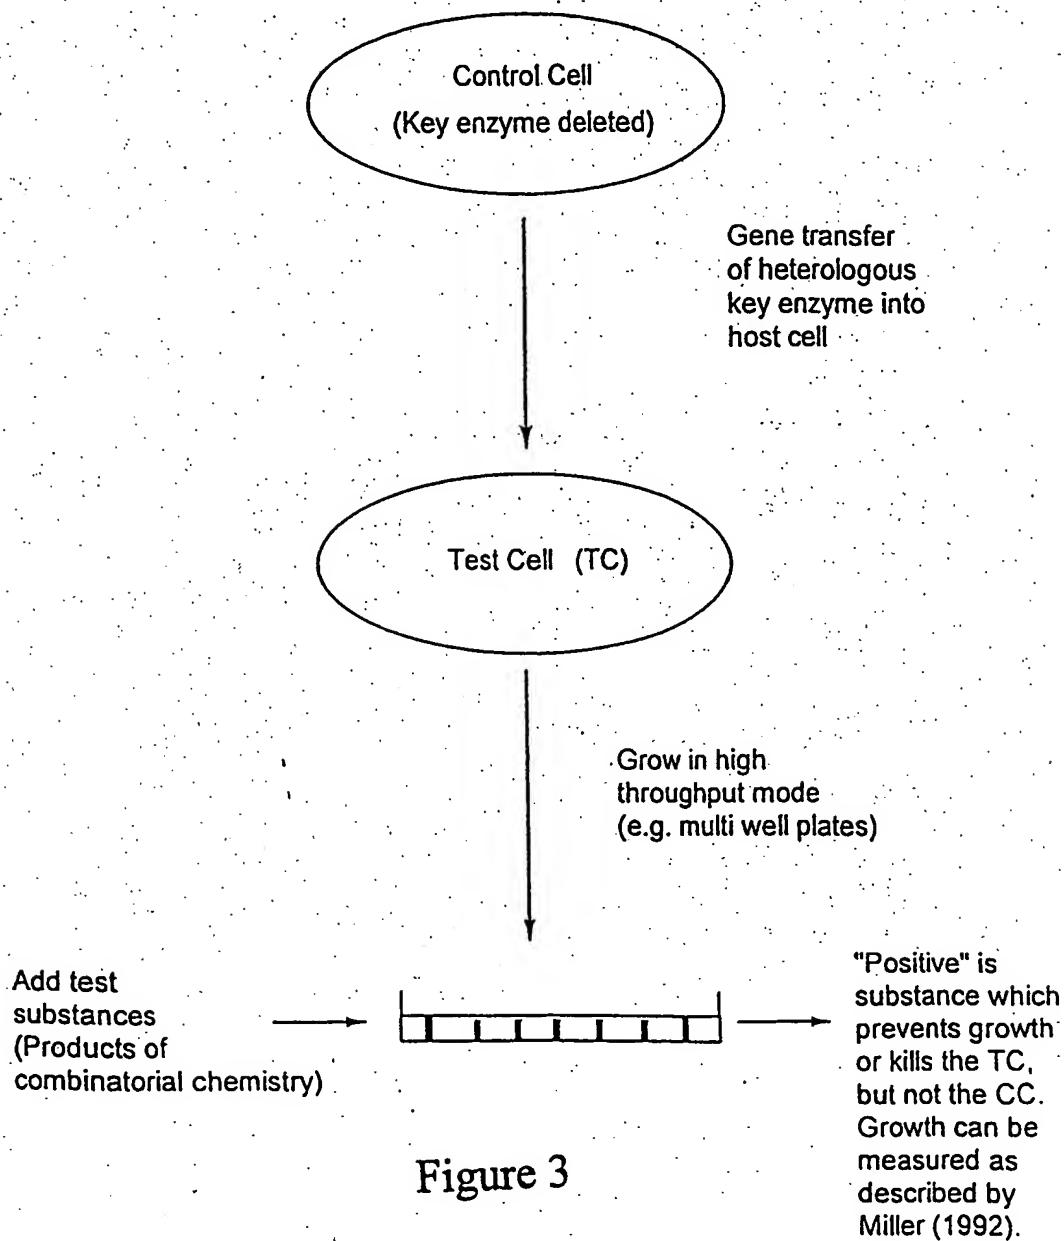 Control Cell
(Key enzyme deleted)
Gene transfer
of heterologous
key enzyme into
host cell
Test Cell (TC)
Grow in high
throughput mode
(e.g. multi well plates)
Add test
substances
(Products of
combinatorial chemistry)
"Positive" is
substance which
prevents growth
or kills the TC,
but not the CC.
Growth can be
measured as
described by
Miller (1992).
Figure 3